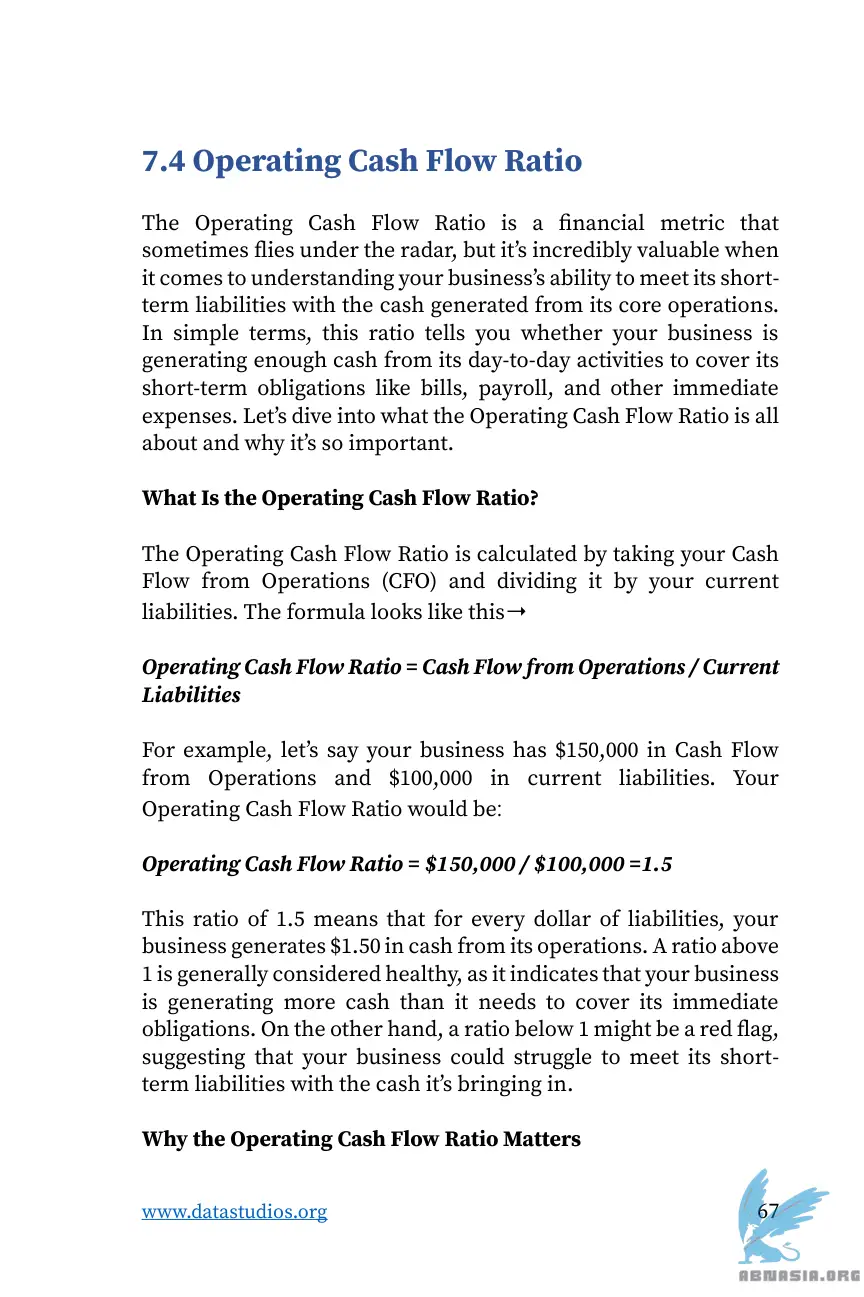 7.4 Operating Cash Flow Ratio
The Operating Cash Flow Ratio is a financial metric that
sometimes flies under the radar, but it’s incredibly valuable when
it comes to understanding your business’s ability to meet its short-
term liabilities with the cash generated from its core operations.
In simple terms, this ratio tells you whether your business is
generating enough cash from its day-to-day activities to cover its
short-term obligations like bills, payroll, and other immediate
expenses. Let’s dive into what the Operating Cash Flow Ratio is all
about and why it’s so important.
What Is the Operating Cash Flow Ratio?
The Operating Cash Flow Ratio is calculated by taking your Cash
Flow from Operations (CFO) and dividing it by your current
liabilities. The formula looks like this→
Operating Cash Flow Ratio = Cash Flow from Operations / Current
Liabilities
For example, let’s say your business has $150,000 in Cash Flow
from Operations and $100,000 in current liabilities. Your
Operating Cash Flow Ratio would be:
Operating Cash Flow Ratio = $150,000 / $100,000 =1.5
This ratio of 1.5 means that for every dollar of liabilities, your
business generates $1.50 in cash from its operations. A ratio above
1 is generally considered healthy, as it indicates that your business
is generating more cash than it needs to cover its immediate
obligations. On the other hand, a ratio below 1 might be a red flag,
suggesting that your business could struggle to meet its short-
term liabilities with the cash it’s bringing in.
Why the Operating Cash Flow Ratio Matters
www.datastudios.org 67
ABNASIA.ORG